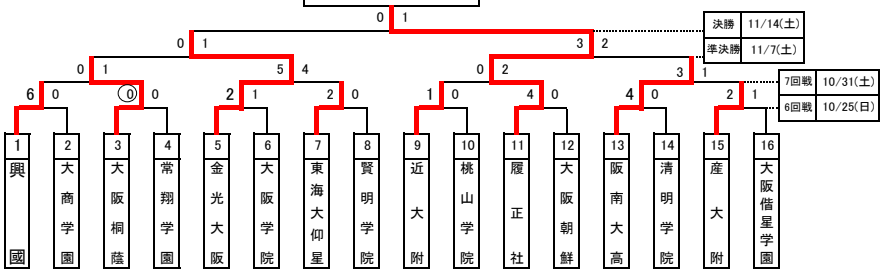 0 1
決勝 11/14(土)
0 1 3 2
準決勝 11/7(土)
0 1 5 4 0 2 3 1
7回戦 10/31(土)
6 0 0 0 2 1 2 0 1 0 4 0 4 0 2 1
6回戦 10/25(日)
1 2 3 4 5 6 7 8 9 10 11 12 13 14 15 16
興國
大商学園
大阪桐蔭
常翔学園
金光大阪
大阪学院
東海大仰星
賢明学院
近大附
桃山学院
履正社
大阪朝鮮
阪南大高
清明学院
産大附
大阪偕星学園